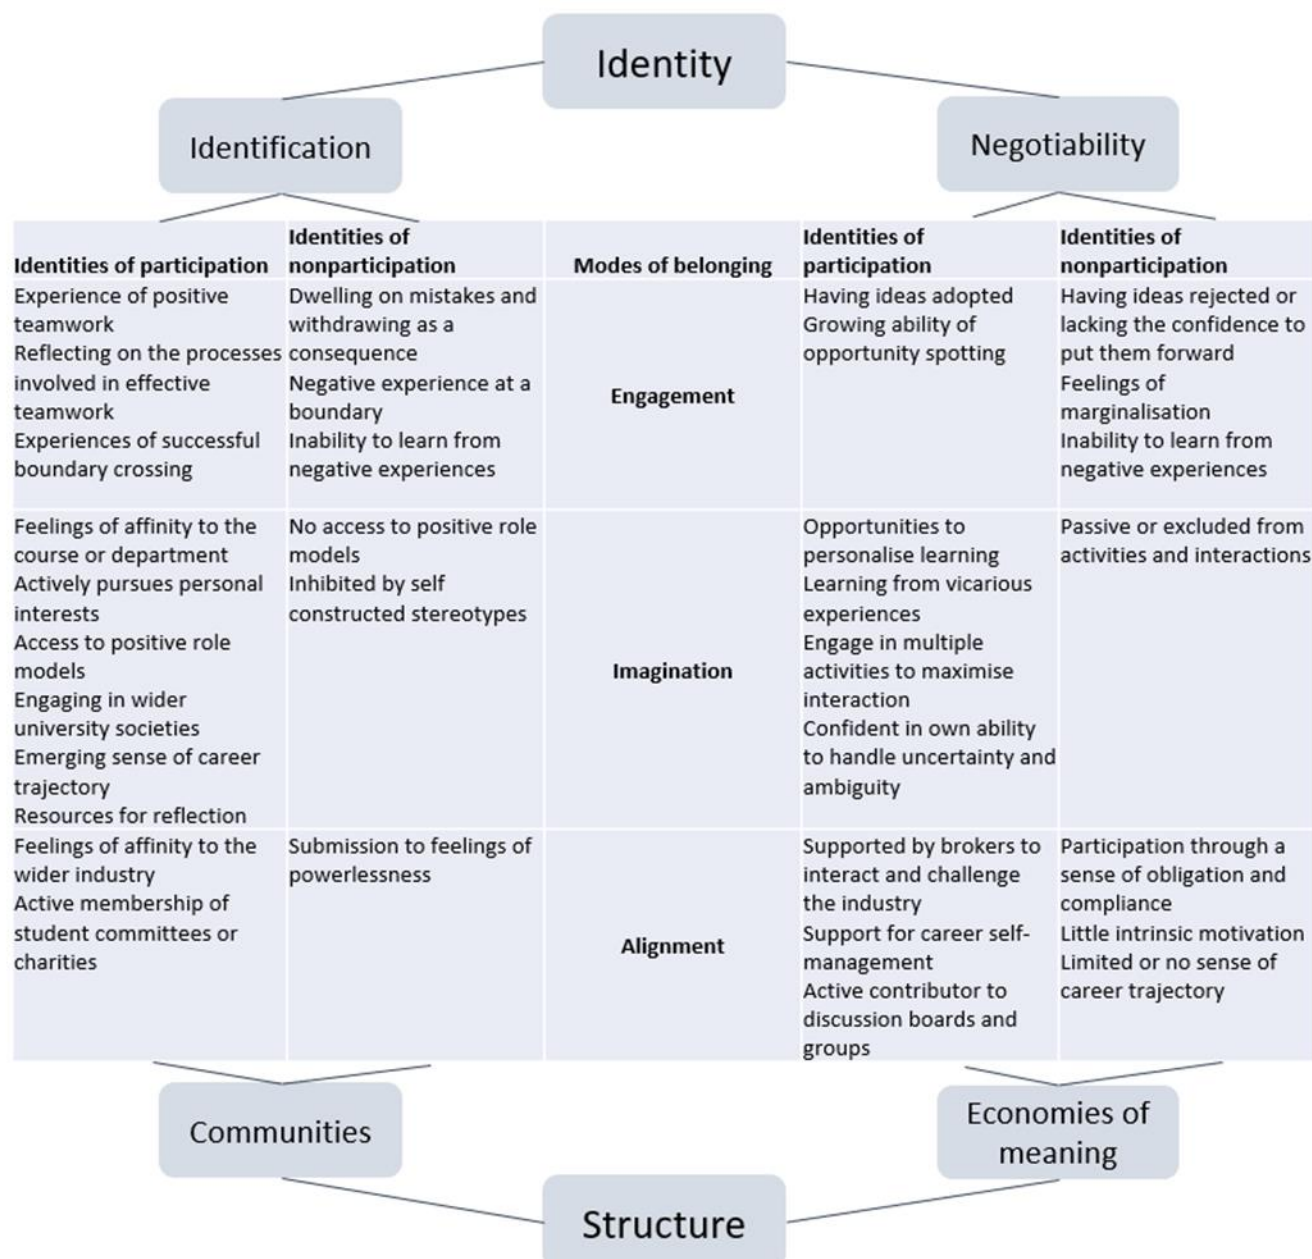 Identity
Identification
Negotiability
Identities of participation
Identities of
nonparticipation
Modes of belonging
Identities of
participation
Identities of
nonparticipation
Experience of positive
teamwork
Reflecting on the processes
involved in effective
teamwork
Experiences of successful
boundary crossing
Dwelling on mistakes and
withdrawing as a
consequence
Negative experience at a
boundary
Inability to learn from
negative experiences
Engagement
Having ideas adopted
Growing ability of
opportunity spotting
Having ideas rejected or
lacking the confidence to
put them forward
Feelings of
marginalisation
Inability to learn from
negative experiences
Feelings of affinity to the
course or department
Actively pursues personal
interests
Access to positive role
models
Engaging in wider
university societies
Emerging sense of career
trajectory
Resources for reflection
No access to positive role
models
Inhibited by self
constructed stereotypes
Imagination
Opportunities to
personalise learning
Learning from vicarious
experiences
Engage in multiple
activities to maximise
interaction
Confident in own ability
to handle uncertainty and
ambiguity
Passive or excluded from
activities and interactions
Feelings of affinity to the
wider industry
Active membership of
student committees or
charities
Submission to feelings of
powerlessness
Alignment
Supported by brokers to
interact and challenge
the industry
Support for career self-
management
Active contributor to
discussion boards and
groups
Participation through a
sense of obligation and
compliance
Little intrinsic motivation
Limited or no sense of
career trajectory
Communities
Economies of
meaning
Structure